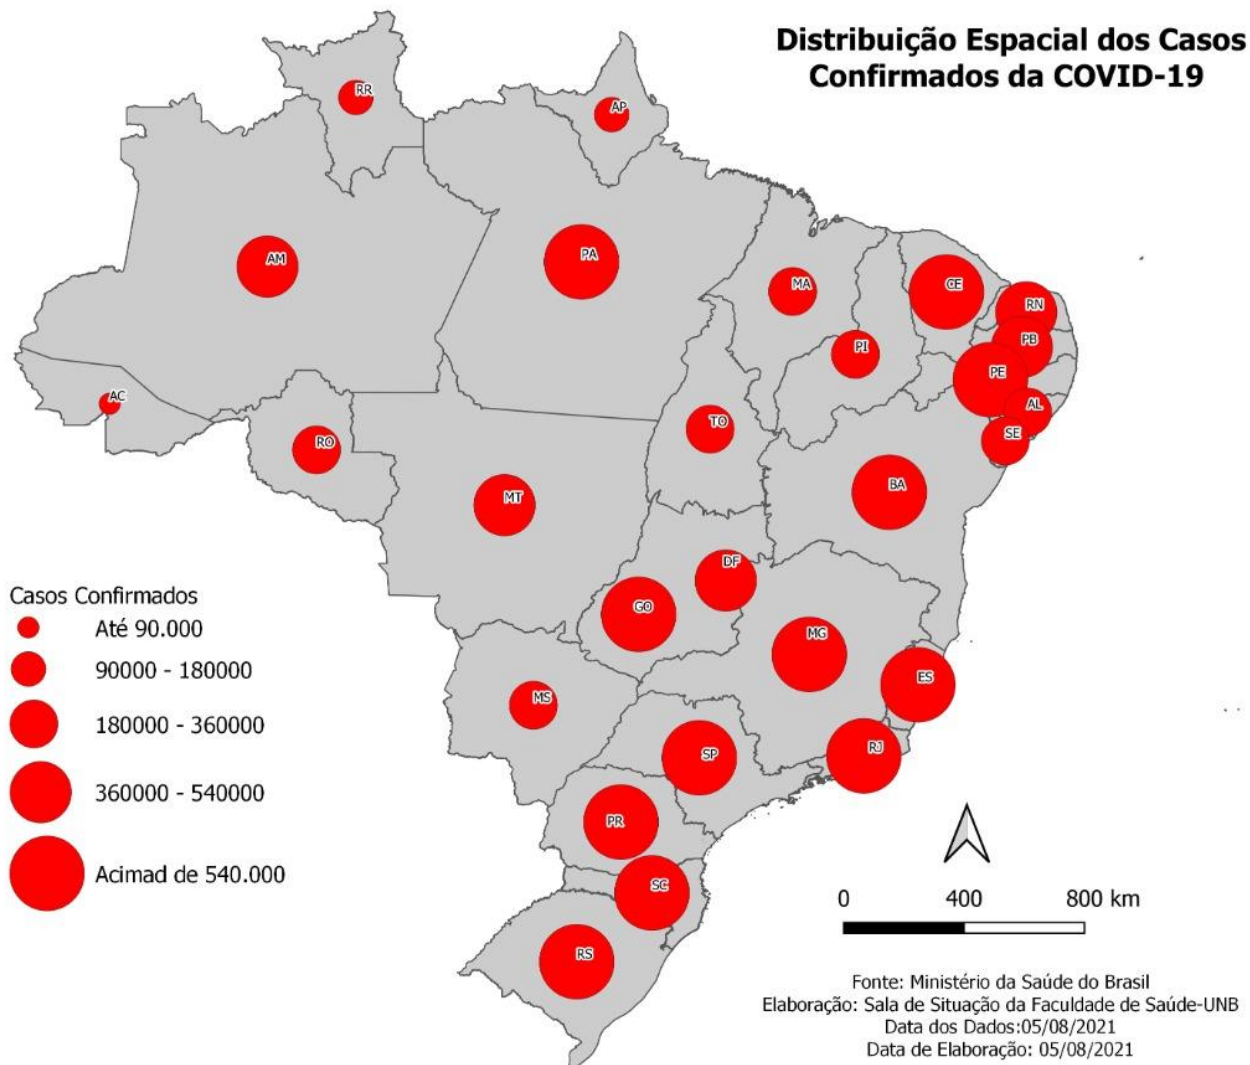 Distribuição Espacial dos Casos
Confirmados da COVID-19
RR
AP
AM
PA
MA
CE
RN
PB
PI
PE
AC
AL
TO
SE
RO
BA
MT
DF
GO
MG
ES
MS
RJ
SP
PR
SC
RS
Casos Confirmados
Até 90.000
90000 - 180000
180000 - 360000
360000 - 540000
Acimad de 540.000
0 400 800 km
Fonte: Ministério da Saúde do Brasil
Elaboração: Sala de Situação da Faculdade de Saúde-UNB
Data dos Dados:05/08/2021
Data de Elaboração: 05/08/2021